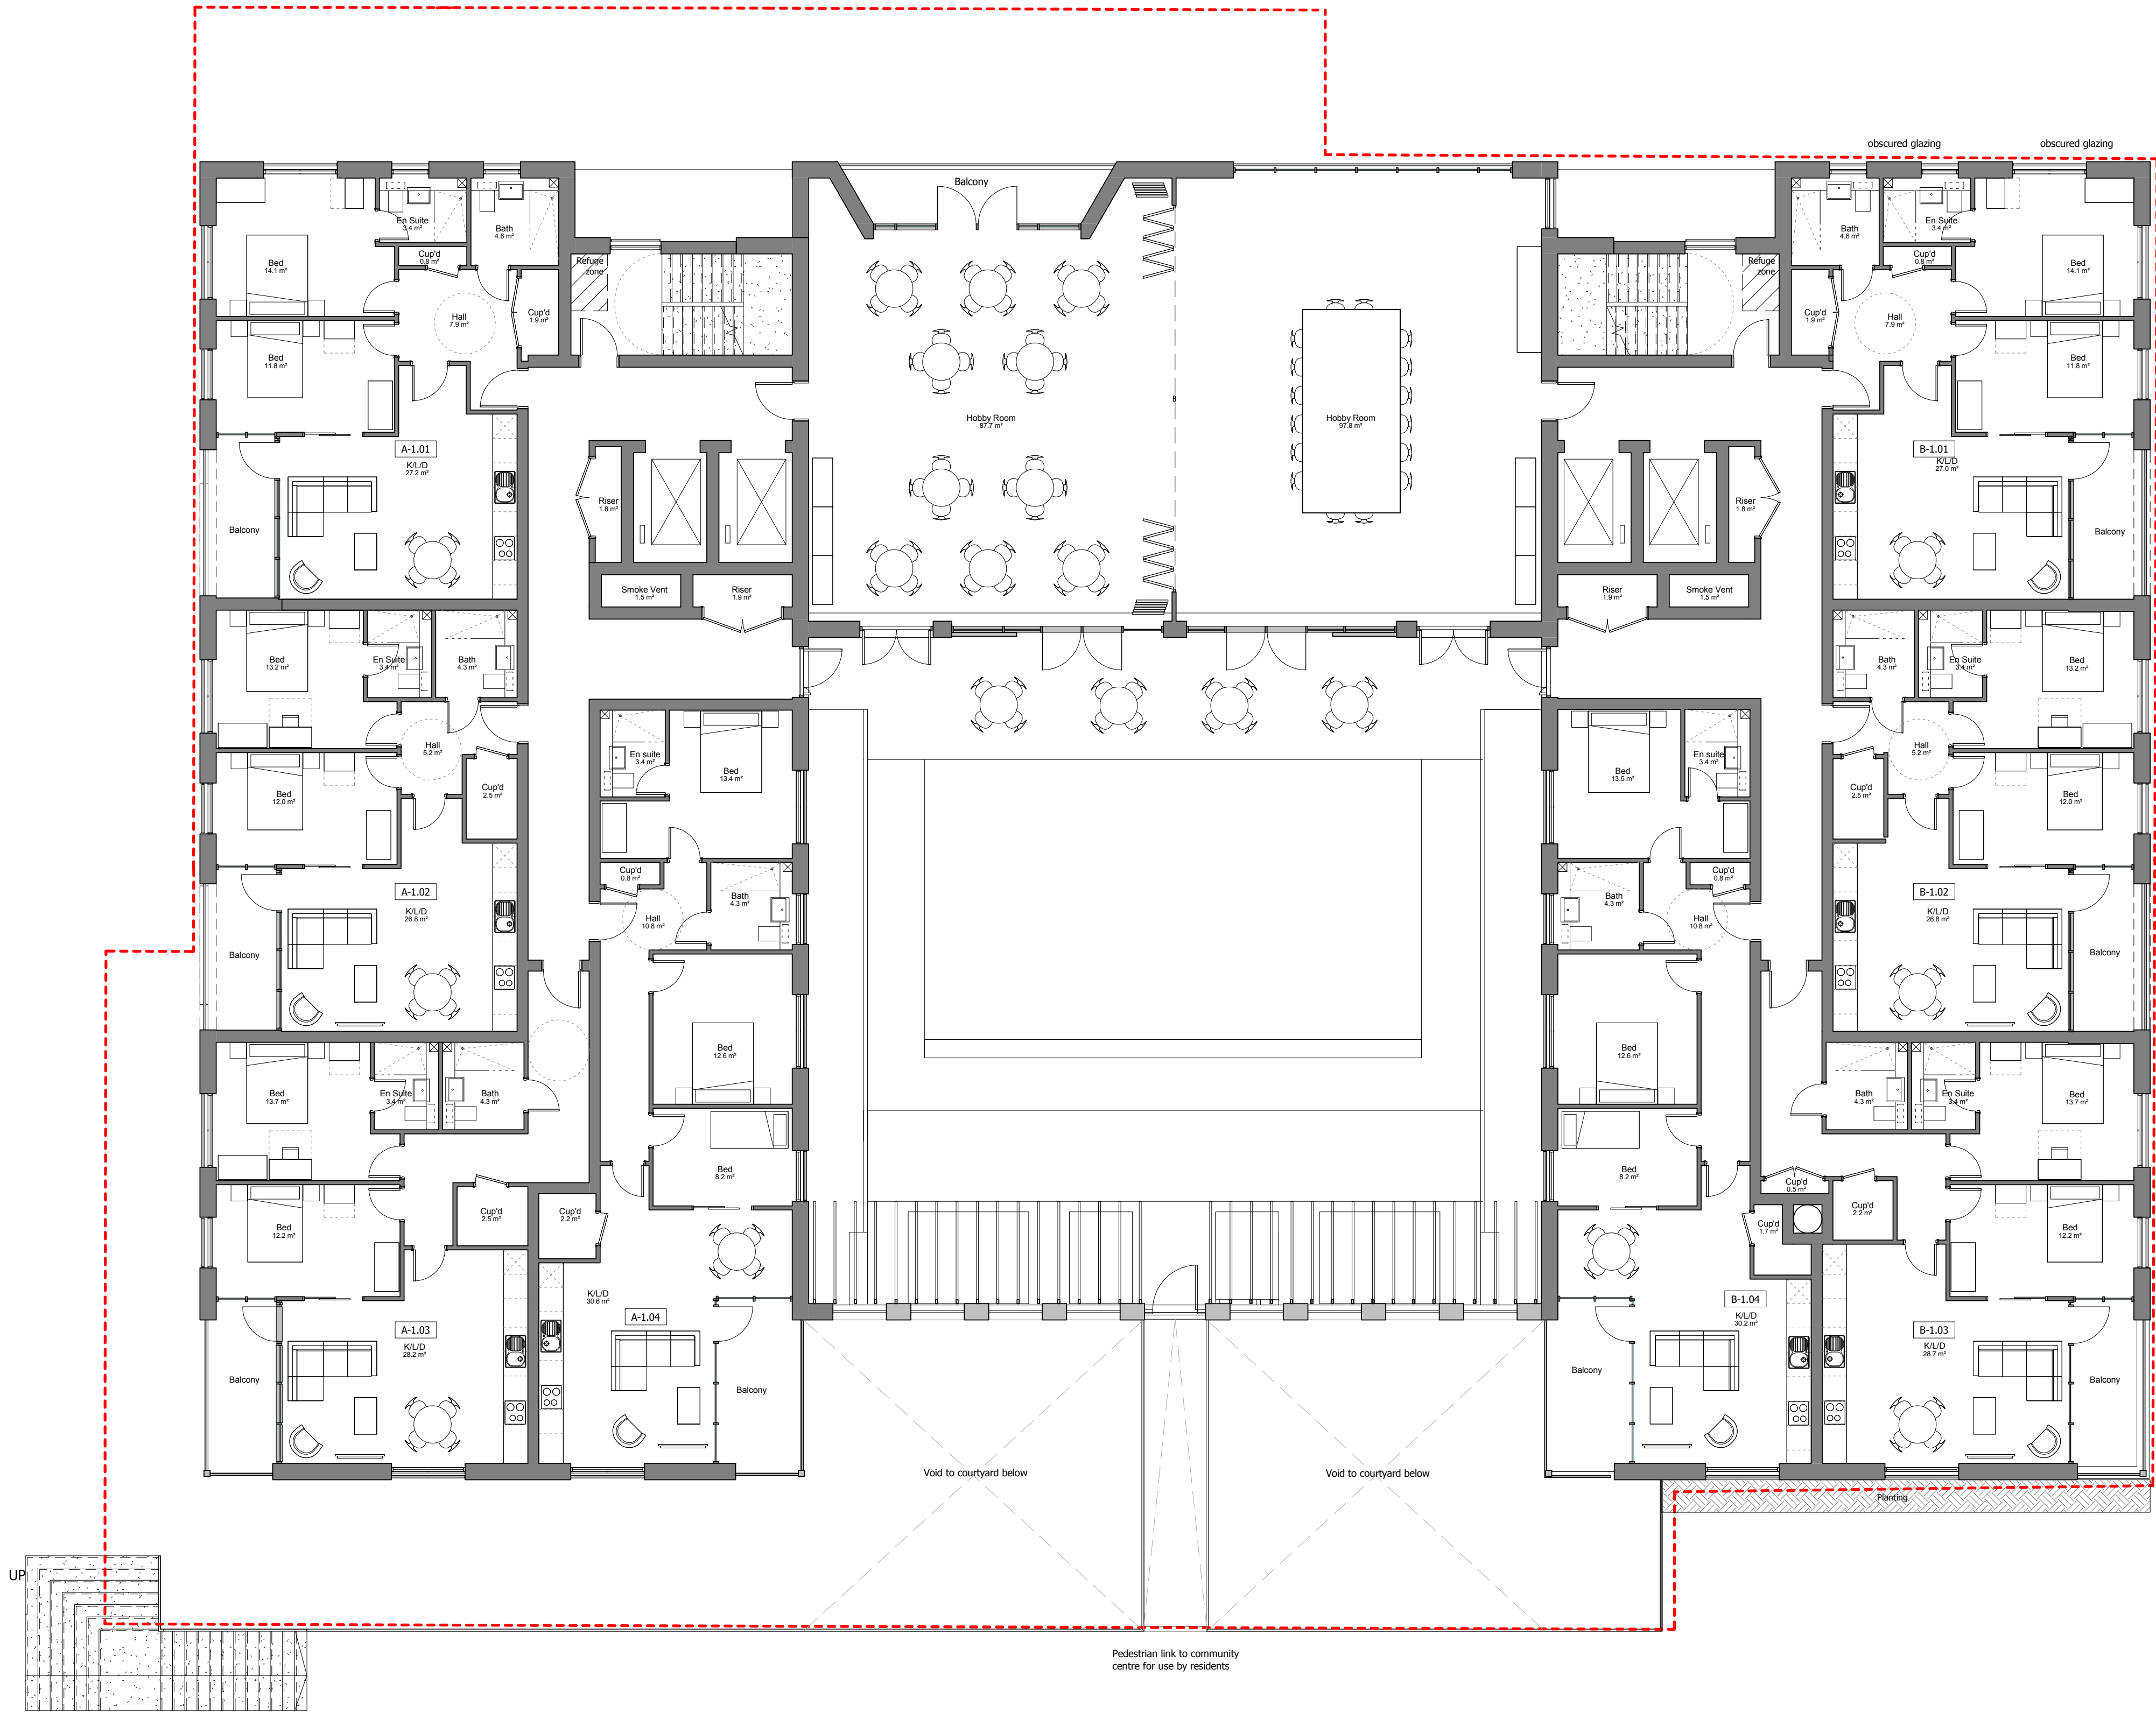 obscured glazing
obscured glazing
Balcony
En Suite
3.4 m²
Bath
4.6 m²
Cup'd
0.8 m²
Bed
14.1 m²
Hall
7.9 m²
Cup'd
1.9 m²
Refuge
zone
Bed
11.8 m²
A-1.01
K/L/D
27.2 m²
Balcony
Riser
1.8 m²
Smoke Vent
1.5 m²
Riser
1.9 m²
Hobby Room
87.7 m²
Hobby Room
97.8 m²
Refuge
zone
Bath
4.6 m²
En Suite
3.4 m²
Cup'd
0.8 m²
Bed
14.1 m²
Cup'd
1.9 m²
Hall
7.9 m²
Bed
11.8 m²
B-1.01
K/L/D
27.0 m²
Balcony
Riser
1.8 m²
Riser
1.9 m²
Smoke Vent
1.5 m²
Bed
13.2 m²
En Suite
3.4 m²
Bath
4.3 m²
Hall
5.2 m²
Bed
12.0 m²
Cup'd
2.5 m²
A-1.02
K/L/D
26.8 m²
Balcony
En suite
3.4 m²
Bed
13.4 m²
Cup'd
0.8 m²
Bath
4.3 m²
Hall
10.8 m²
Bed
12.6 m²
Bed
8.2 m²
Bed
13.5 m²
En suite
3.4 m²
Cup'd
0.8 m²
Bath
4.3 m²
Hall
10.8 m²
Bed
12.6 m²
Bed
8.2 m²
Bath
4.3 m²
En Suite
3.4 m²
Bed
13.2 m²
Hall
5.2 m²
Cup'd
2.5 m²
Bed
12.0 m²
B-1.02
K/L/D
26.8 m²
Balcony
Bed
13.7 m²
En Suite
3.4 m²
Bath
4.3 m²
Bed
12.2 m²
Cup'd
2.5 m²
Cup'd
2.2 m²
A-1.03
K/L/D
28.2 m²
Balcony
K/L/D
30.6 m²
A-1.04
Balcony
Bath
4.3 m²
En Suite
3.4 m²
Bed
13.7 m²
Cup'd
0.5 m²
Cup'd
1.7 m²
Cup'd
2.2 m²
Bed
12.2 m²
B-1.04
K/L/D
30.2 m²
Balcony
B-1.03
K/L/D
28.7 m²
Balcony
Void to courtyard below
Void to courtyard below
Planting
UP
Pedestrian link to community
centre for use by residents